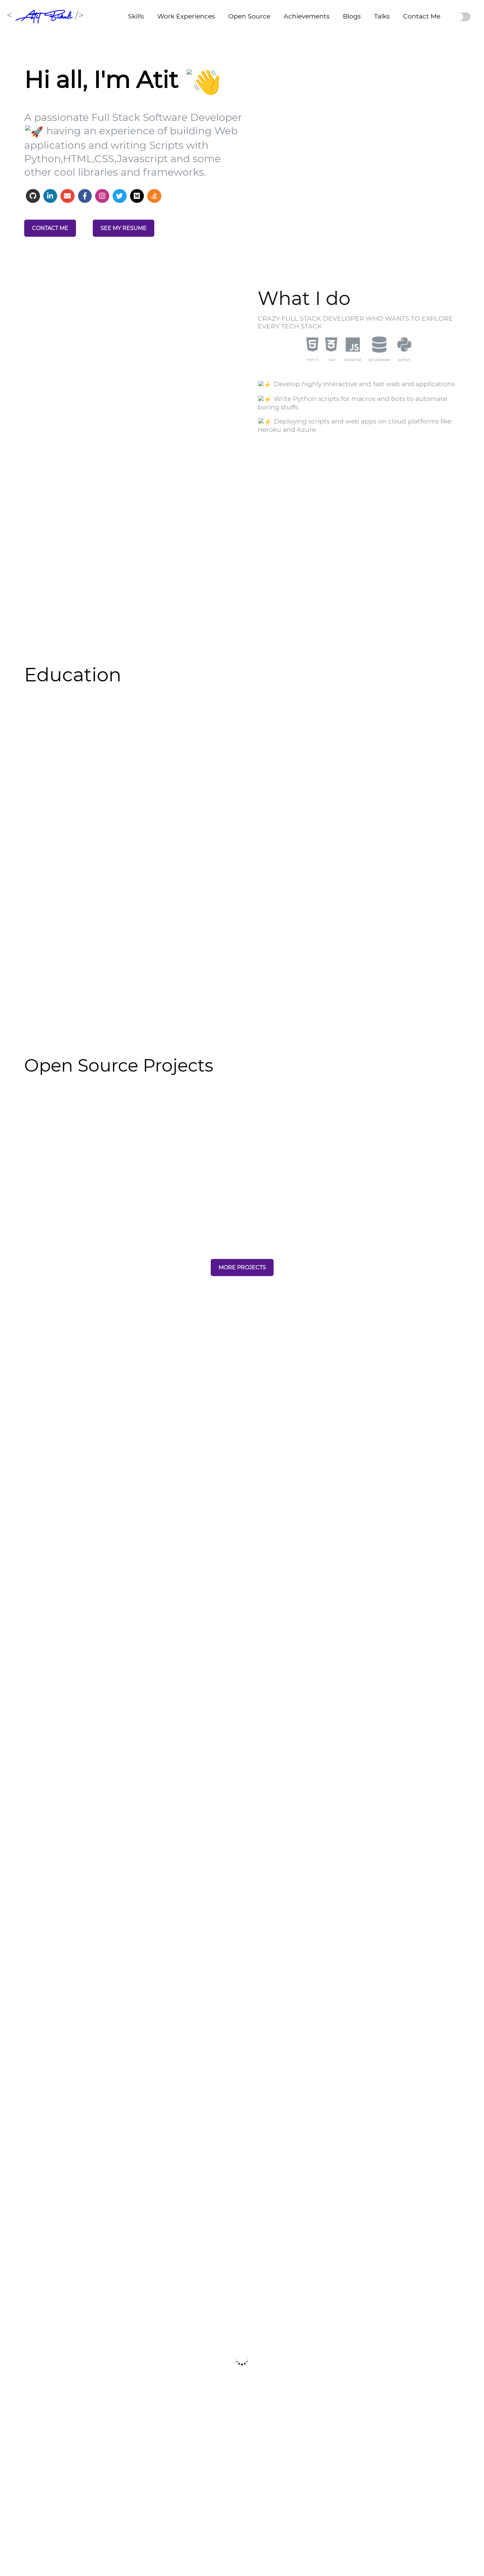 < Atit Bimali />
Skills Work Experiences Open Source Achievements Blogs Talks Contact Me
Hi all, I'm Atit 👋
A passionate Full Stack Software Developer
🚀 having an experience of building Web
applications and writing Scripts with
Python,HTML,CSS,Javascript and some
other cool libraries and frameworks.
CONTACT ME SEE MY RESUME
What I do
CRAZY FULL STACK DEVELOPER WHO WANTS TO EXPLORE
EVERY TECH STACK
html-5 css3 JavaScript sql-database python
⚡ Develop highly interactive and fast web and applications
⚡ Write Python scripts for macros and bots to automate
boring stuffs
⚡ Deploying scripts and web apps on cloud platforms like
Heroku and Azure
Education
Open Source Projects
MORE PROJECTS